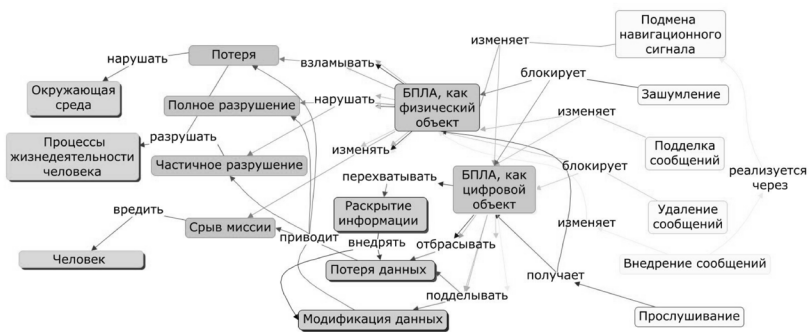 Подмена
навигационного
сигнала
изменяет
нарушать
Потеря
взламывать
блокирует
Окружающая
среда
БПЛА, как
физический
объект
Зашумление
Полное разрушение
нарушать
изменяет
Процессы
жизнедеятельности
человека
разрушать
изменять
Подделка
сообщений
Частичное разрушение
БПЛА, как
цифровой
объект
блокирует
реализуется
через
перехватывать
Раскрытие
информации
Удаление
сообщений
вредить
Срыв миссии
приводит
внедрять
отбрасывать
изменяет
Человек
Потеря данных
получает
Внедрение сообщений
подделывать
Модификация данных
Прослушивание